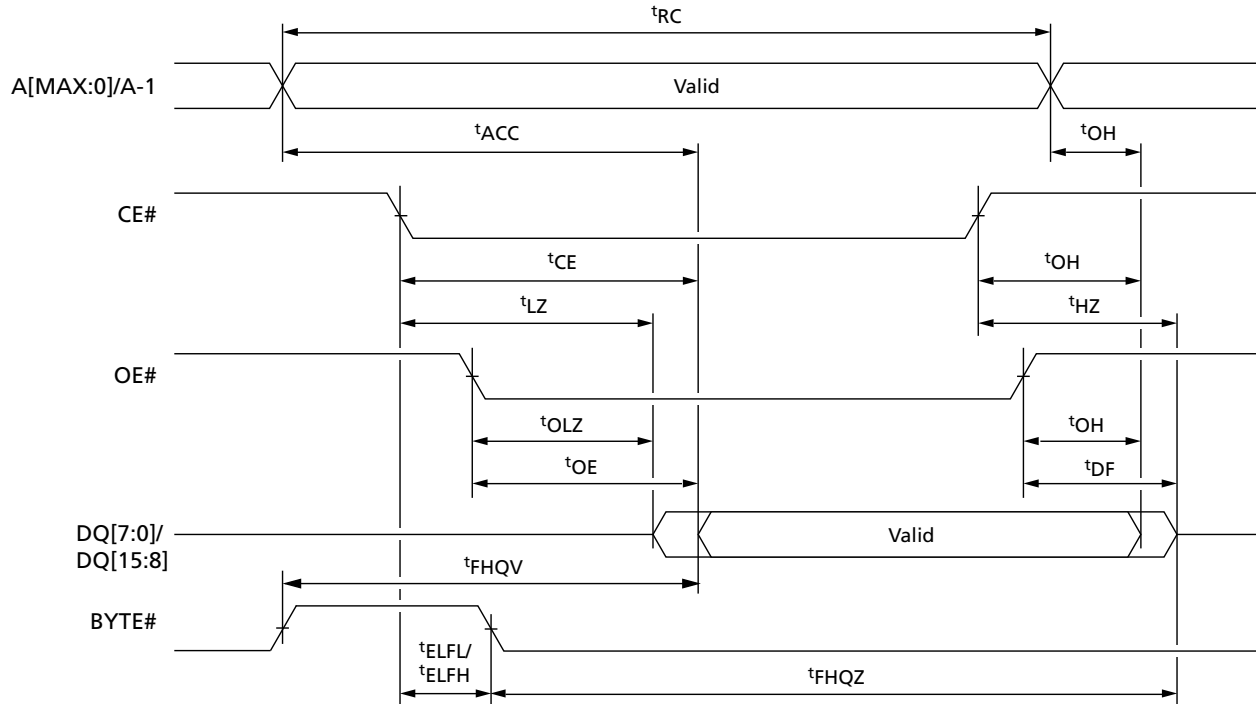 tRC
A[MAX:0]/A-1
Valid
tACC
tOH
CE#
tCE
tOH
tLZ
tHZ
OE#
tOLZ
tOH
tOE
tDF
DQ[7:0]/
DQ[15:8]
Valid
tFHQV
BYTE#
tELFL/
tELFH
tFHQZ